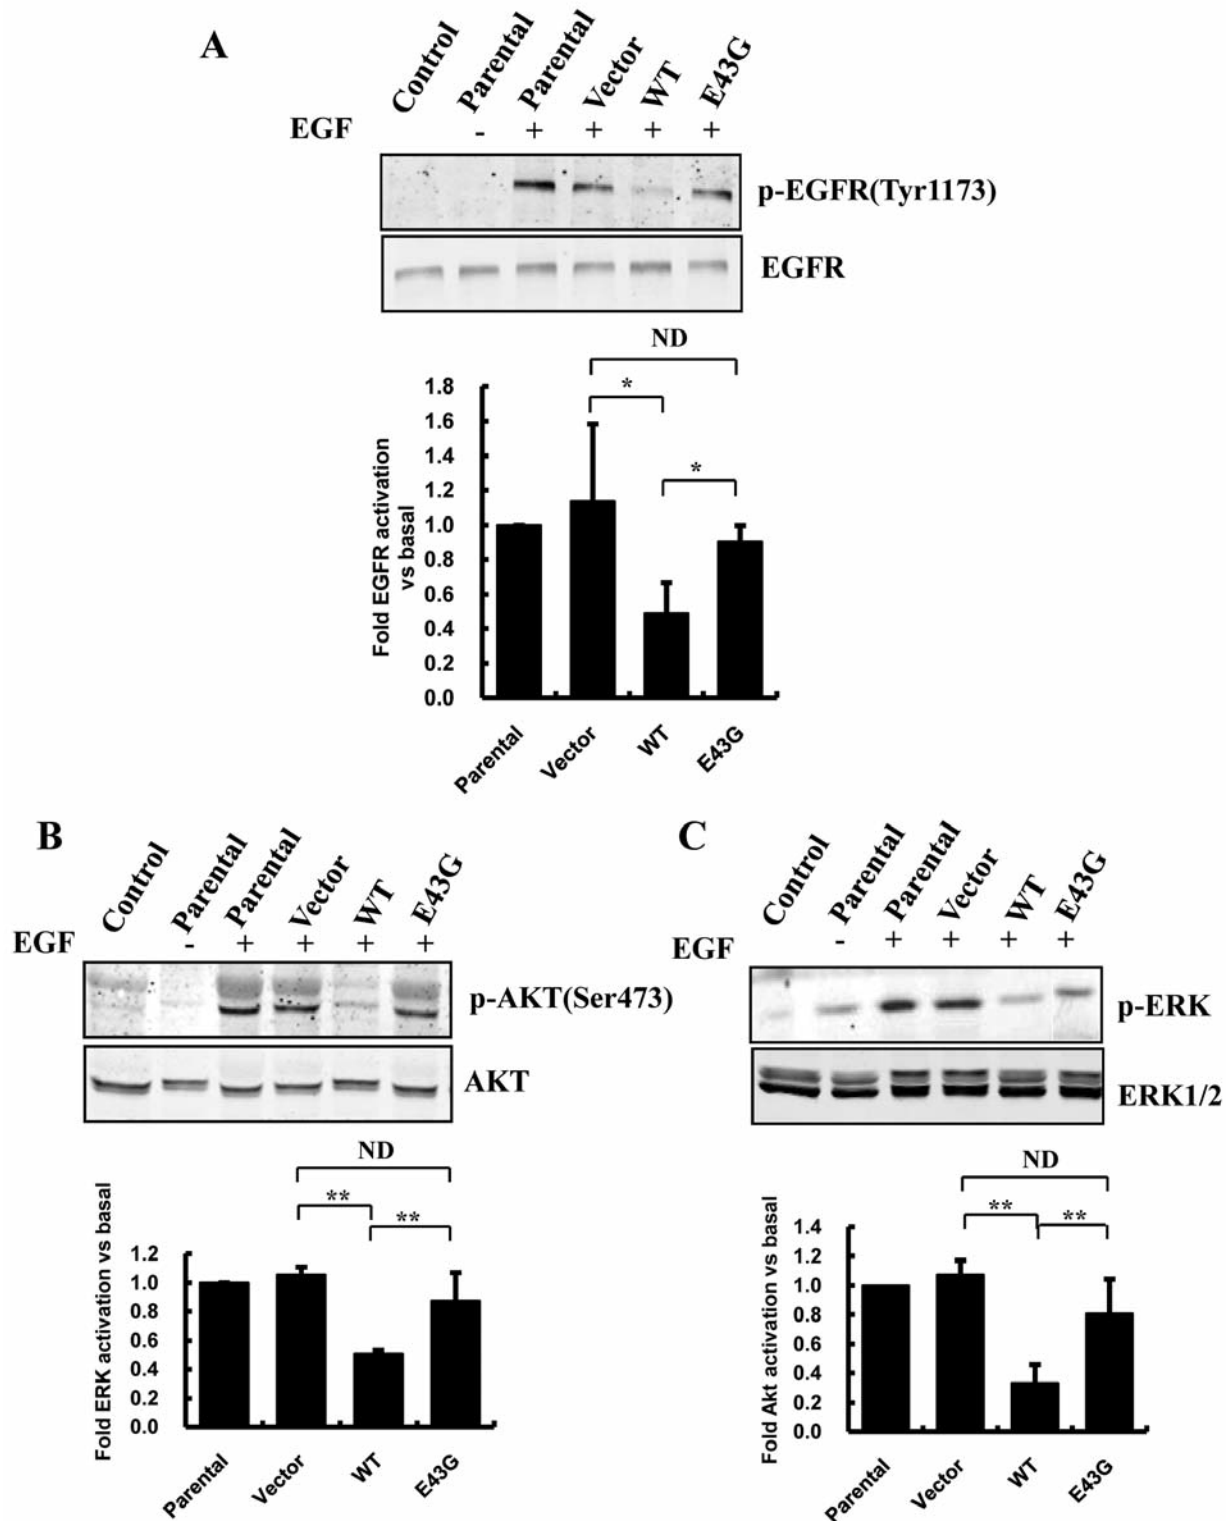 A
Control Parental Parental Vector WT E43G
EGF - + + + +
p-EGFR(Tyr1173)
EGFR
ND
*
*
Fold EGFR activation
vs basal
1.8
1.6
1.4
1.2
1.0
0.8
0.6
0.4
0.2
0.0
Parental Vector WT E43G
B
Control Parental Parental Vector WT E43G
EGF - + + + +
p-AKT(Ser473)
AKT
ND
**
**
Fold ERK activation vs basal
1.2
1.0
0.8
0.6
0.4
0.2
0.0
Parental Vector WT E43G
C
Control Parental Parental Vector WT E43G
EGF - + + + +
p-ERK
ERK1/2
ND
**
**
Fold Akt activation vs basal
1.4
1.2
1.0
0.8
0.6
0.4
0.2
0.0
Parental Vector WT E43G